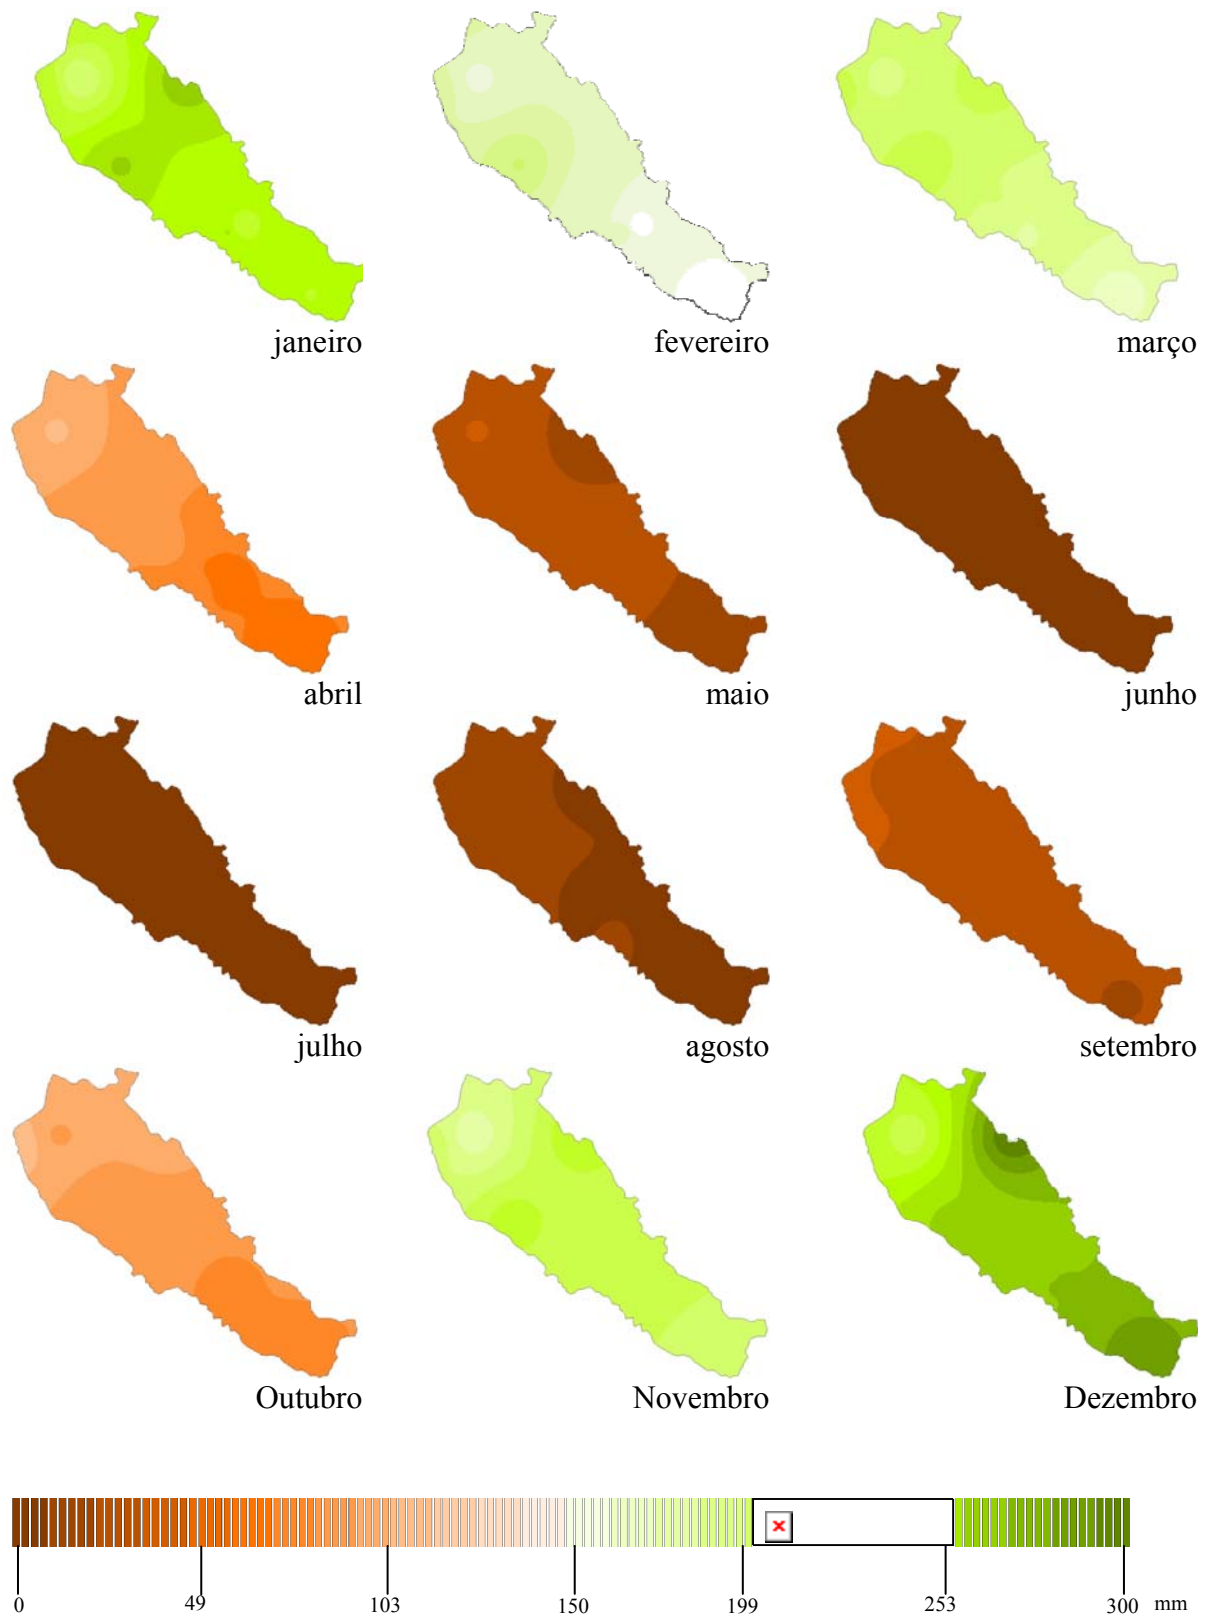 janeiro fevereiro março
abril maio junho
julho agosto setembro
Outubro Novembro Dezembro
0 49 103 150 199 253 300 mm